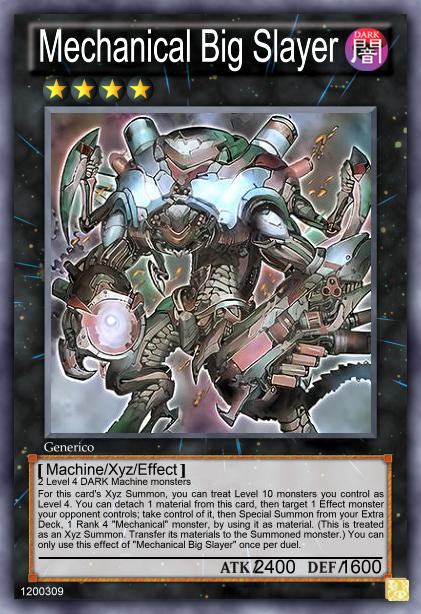 Mechanical Big Slayer
DARK
闇
Generico
[ Machine/Xyz/Effect ]
2 Level 4 DARK Machine monsters
For this card's Xyz Summon, you can treat Level 10 monsters you control as
Level 4. You can detach 1 material from this card, then target 1 Effect monster
your opponent controls; take control of it, then Special Summon from your Extra
Deck, 1 Rank 4 "Mechanical" monster, by using it as material. (This is treated
as an Xyz Summon. Transfer its materials to the Summoned monster.) You can
only use this effect of "Mechanical Big Slayer" once per duel.
ATK/2400 DEF/1600
1200309